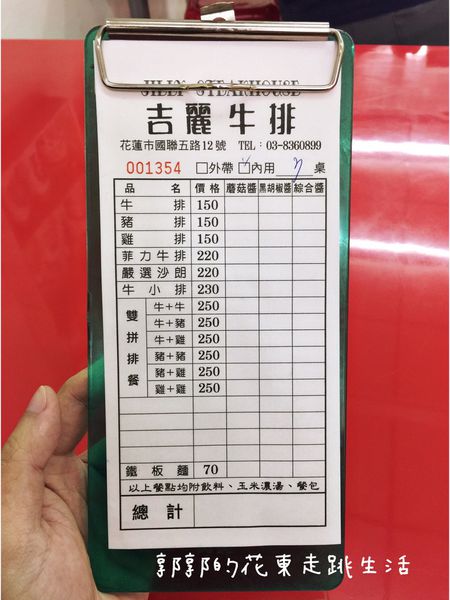 JILLY STEAKHOUSE
吉麗牛排
花蓮市國聯五路12號 TEL:03-8360899
001354 □外帶 □內用 桌
品名 價格 蘑菇醬 黑胡椒醬 綜合醬
牛排 150
豬排 150
雞排 150
菲力牛排 220
嚴選沙朗 220
牛小排 230
雙拼排餐
牛+牛 250
牛+豬 250
牛+雞 250
豬+豬 250
豬+雞 250
雞+雞 250
鐵板麵 70
以上餐點均附飲料、玉米濃湯、餐包
總計
郭郭的花東走跳生活